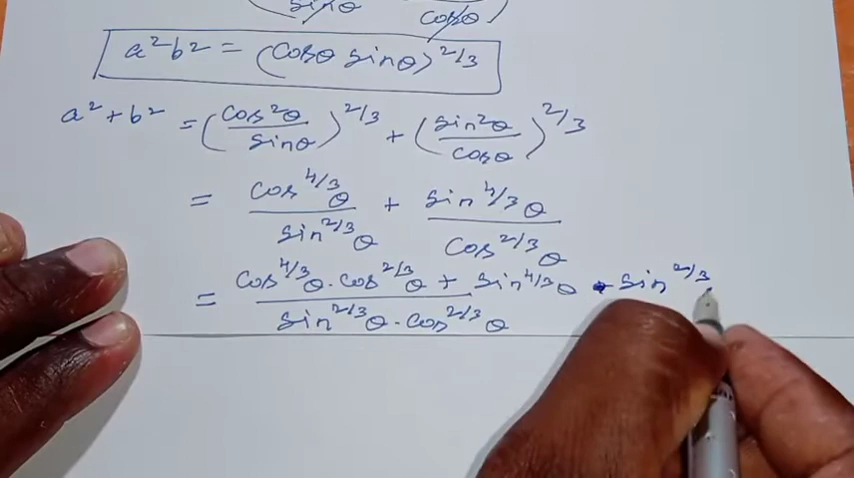 sinθ cosθ
a²b² = (cosθ sinθ)^2/3
a² + b² = (cos²θ / sinθ)^2/3 + (sin²θ / cosθ)^2/3
= cos^4/3 θ / sin^2/3 θ + sin^4/3 θ / cos^2/3 θ
= cos^4/3 θ . cos^2/3 θ + sin^4/3 θ . sin^2/3 / sin^2/3 θ . cos^2/3 θ